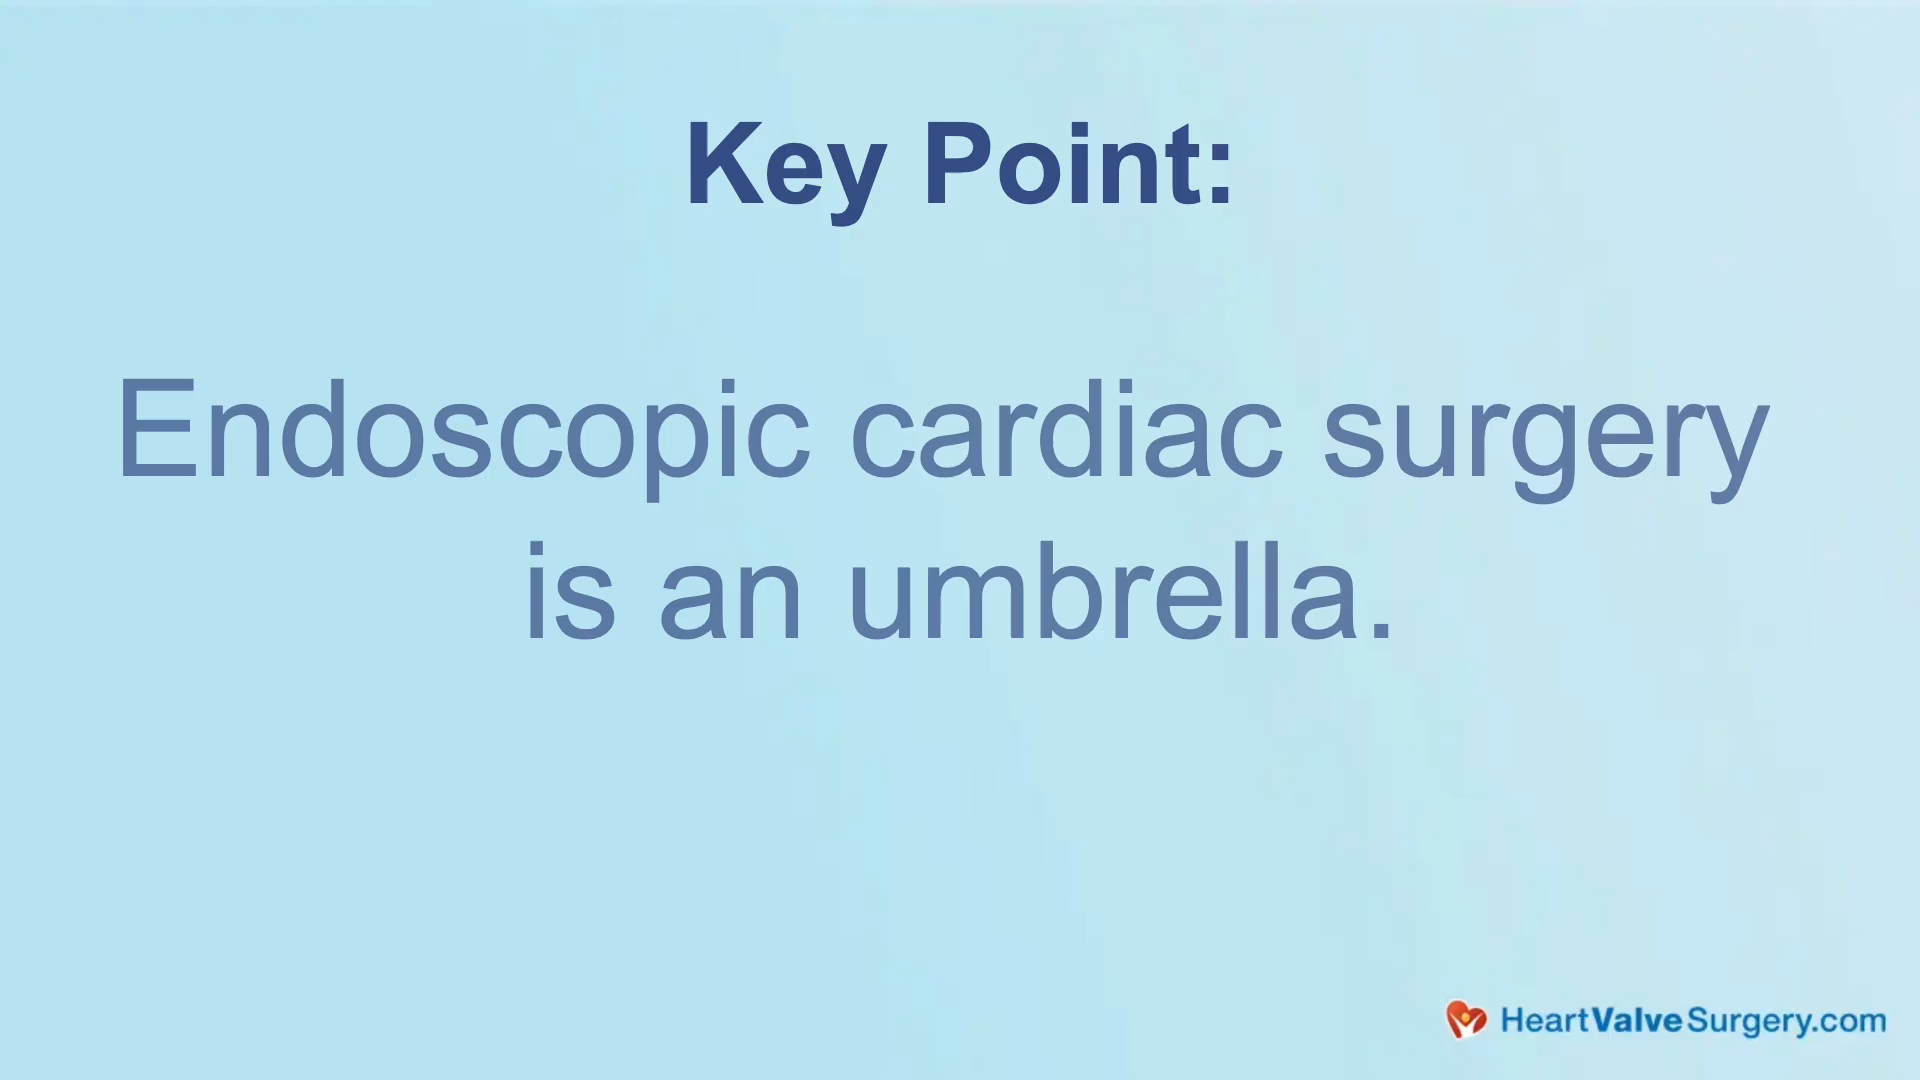 Key Point:
Endoscopic cardiac surgery
is an umbrella.
HeartValveSurgery.com